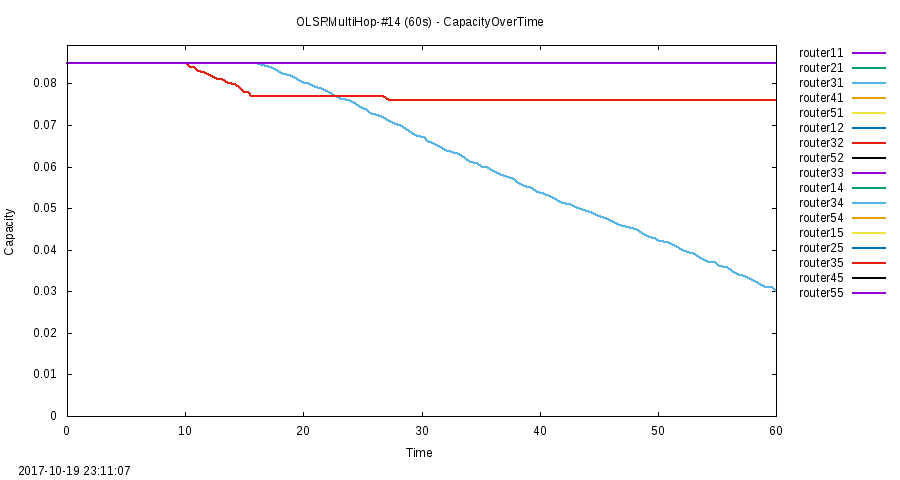 OLSRMultiHop-#14 (60s) - CapacityOverTime
router11
router21
router31
router41
router51
router12
router32
router52
router33
router14
router34
router54
router15
router25
router35
router45
router55
Capacity
0.08
0.07
0.06
0.05
0.04
0.03
0.02
0.01
0
0 10 20 30 40 50 60
Time
2017-10-19 23:11:07